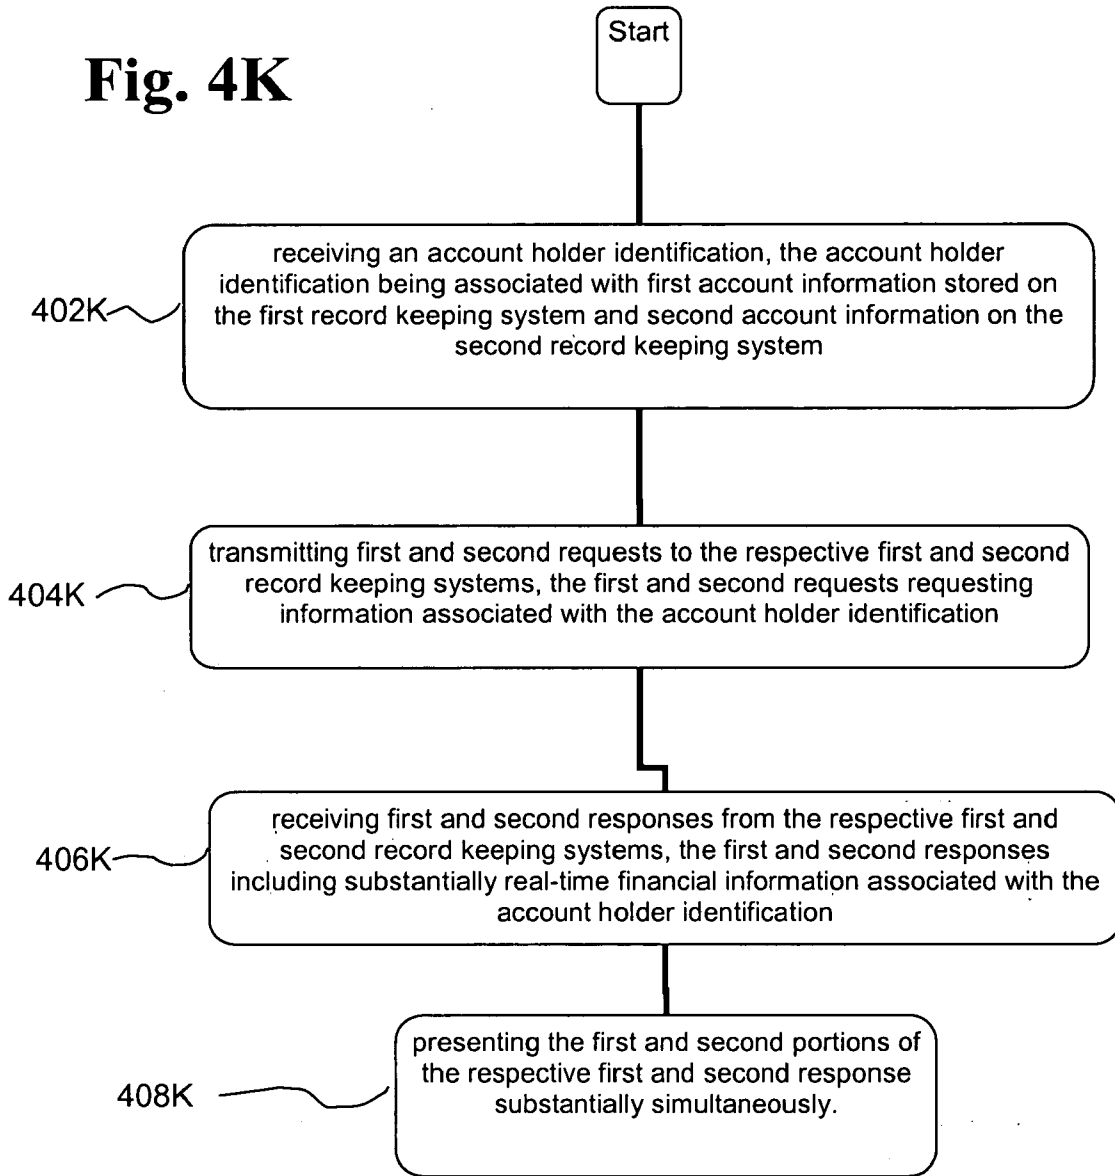 Start
Fig. 4K
receiving an account holder identification, the account holder
identification being associated with first account information stored on
the first record keeping system and second account information on the
second record keeping system
402K
transmitting first and second requests to the respective first and second
record keeping systems, the first and second requests requesting
information associated with the account holder identification
404K
receiving first and second responses from the respective first and
second record keeping systems, the first and second responses
including substantially real-time financial information associated with the
account holder identification
406K
presenting the first and second portions of
the respective first and second response
substantially simultaneously.
408K